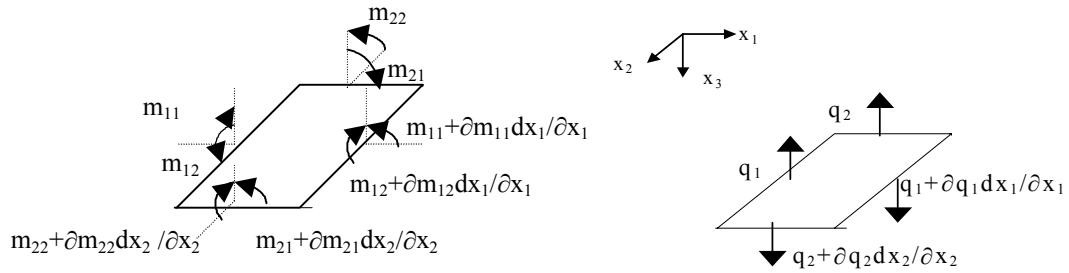 m₂₂
m₂₁
m₁₁
m₁₂
m₁₁+∂m₁₁dx₁/∂x₁
m₁₂+∂m₁₂dx₁/∂x₁
m₂₂+∂m₂₂dx₂ /∂x₂
m₂₁+∂m₂₁dx₂/∂x₂
x₁
x₂
x₃
q₂
q₁
q₁+∂q₁dx₁/∂x₁
q₂+∂q₂dx₂/∂x₂